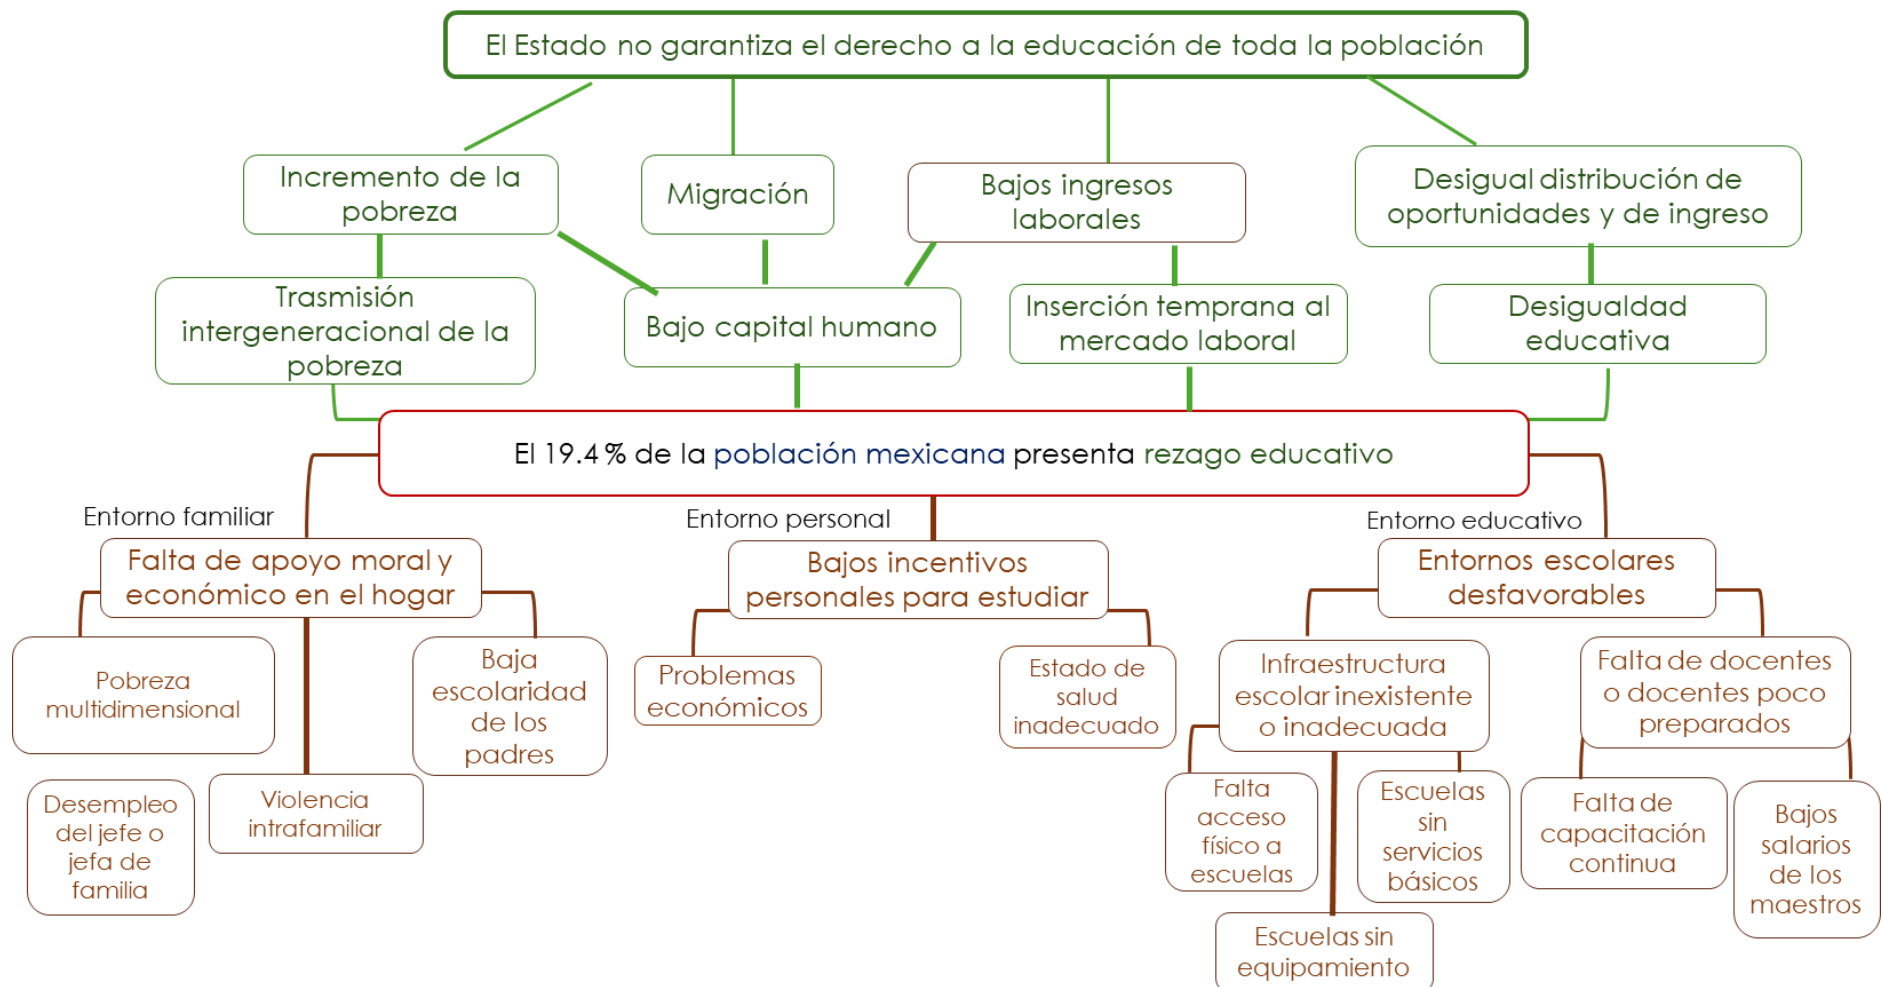 El Estado no garantiza el derecho a la educación de toda la población
Incremento de la
pobreza
Migración
Bajos ingresos
laborales
Desigual distribución de
oportunidades y de ingreso
Trasmisión
intergeneracional de la
pobreza
Bajo capital humano
Inserción temprana al
mercado laboral
Desigualdad
educativa
El 19.4% de la población mexicana presenta rezago educativo
Entorno familiar
Entorno personal
Entorno educativo
Falta de apoyo moral y
económico en el hogar
Bajos incentivos
personales para estudiar
Entornos escolares
desfavorables
Pobreza
multidimensional
Baja
escolaridad
de los
padres
Problemas
económicos
Estado de
salud
inadecuado
Infraestructura
escolar inexistente
o inadecuada
Falta de docentes
o docentes poco
preparados
Desempleo
del jefe o
jefa de
familia
Violencia
intrafamiliar
Falta
acceso
físico a
escuelas
Escuelas
sin
servicios
básicos
Falta de
capacitación
continua
Bajos
salarios
de los
maestros
Escuelas sin
equipamiento